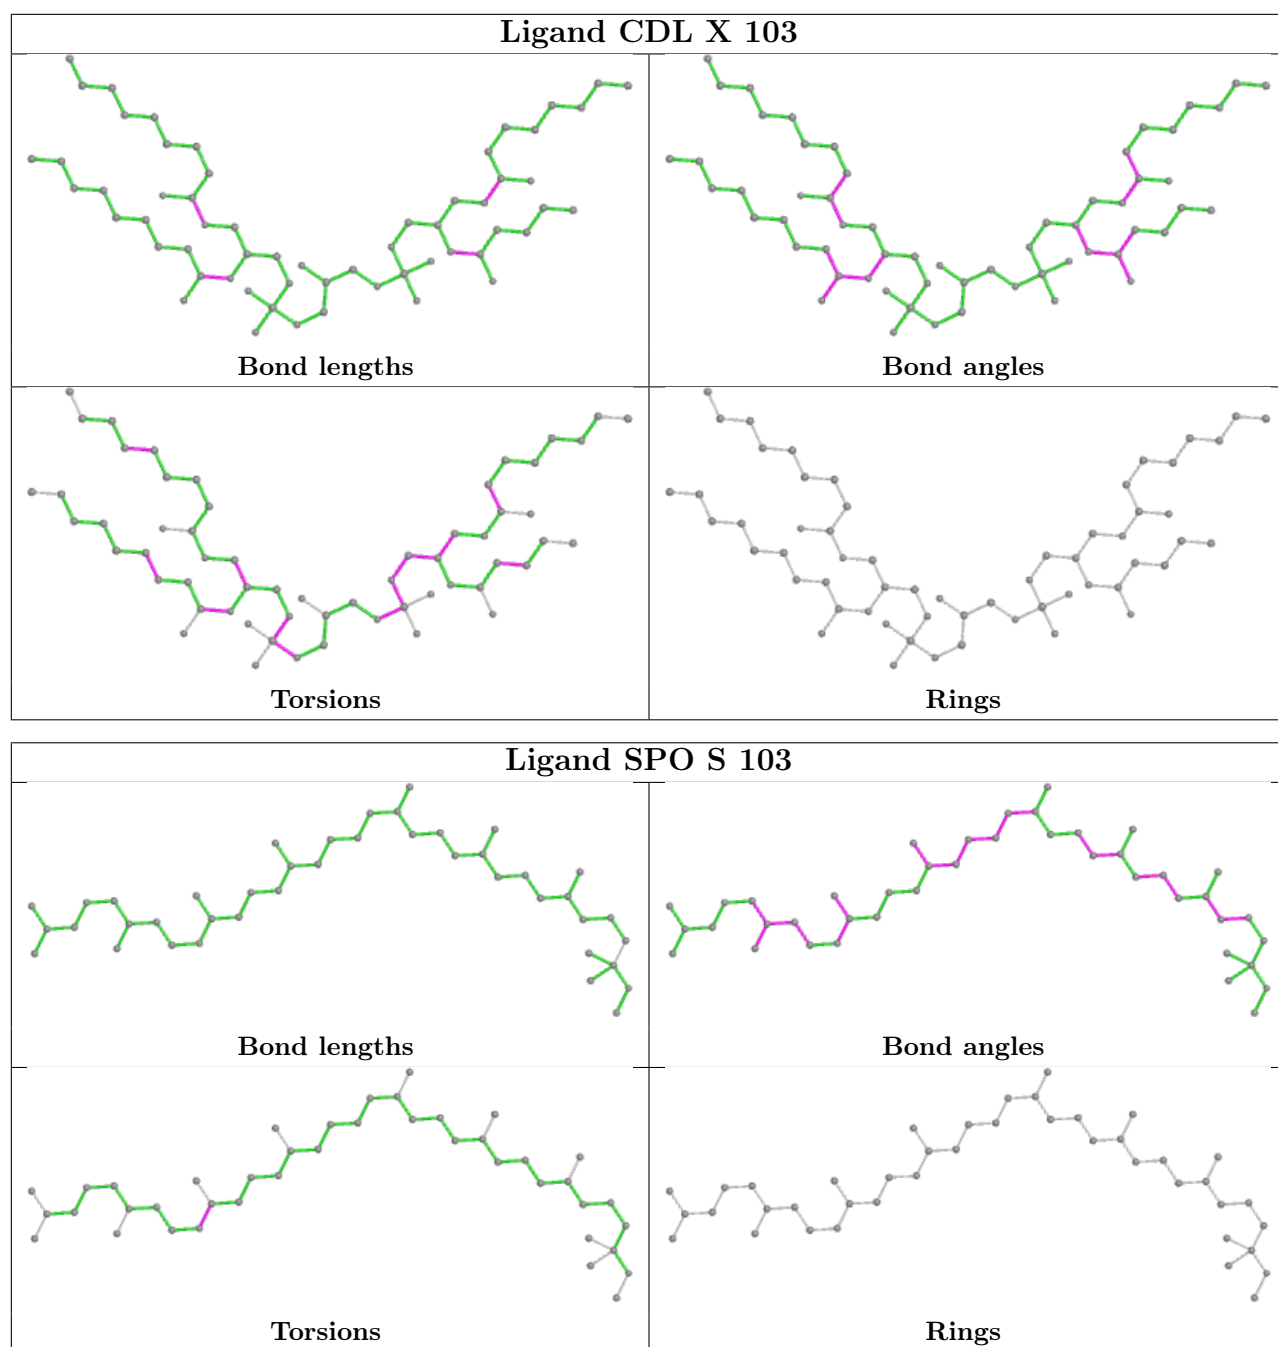 Ligand CDL X 103
Bond lengths
Bond angles
Torsions
Rings
Ligand SPO S 103
Bond lengths
Bond angles
Torsions
Rings